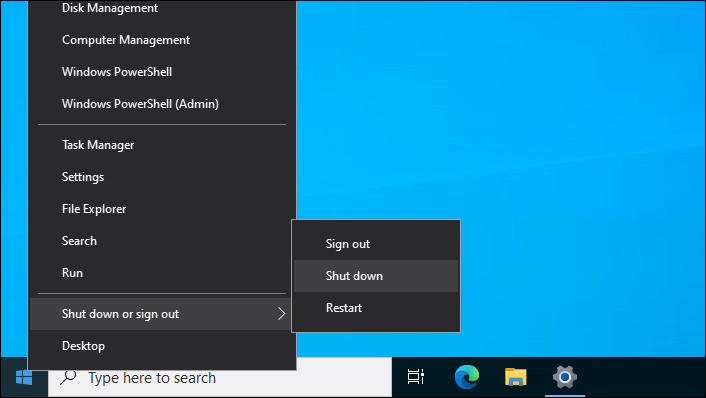 Disk Management
Computer Management
Windows PowerShell
Windows PowerShell (Admin)
Task Manager
Settings
File Explorer
Search
Run
Shut down or sign out
Desktop
Sign out
Shut down
Restart
Type here to search